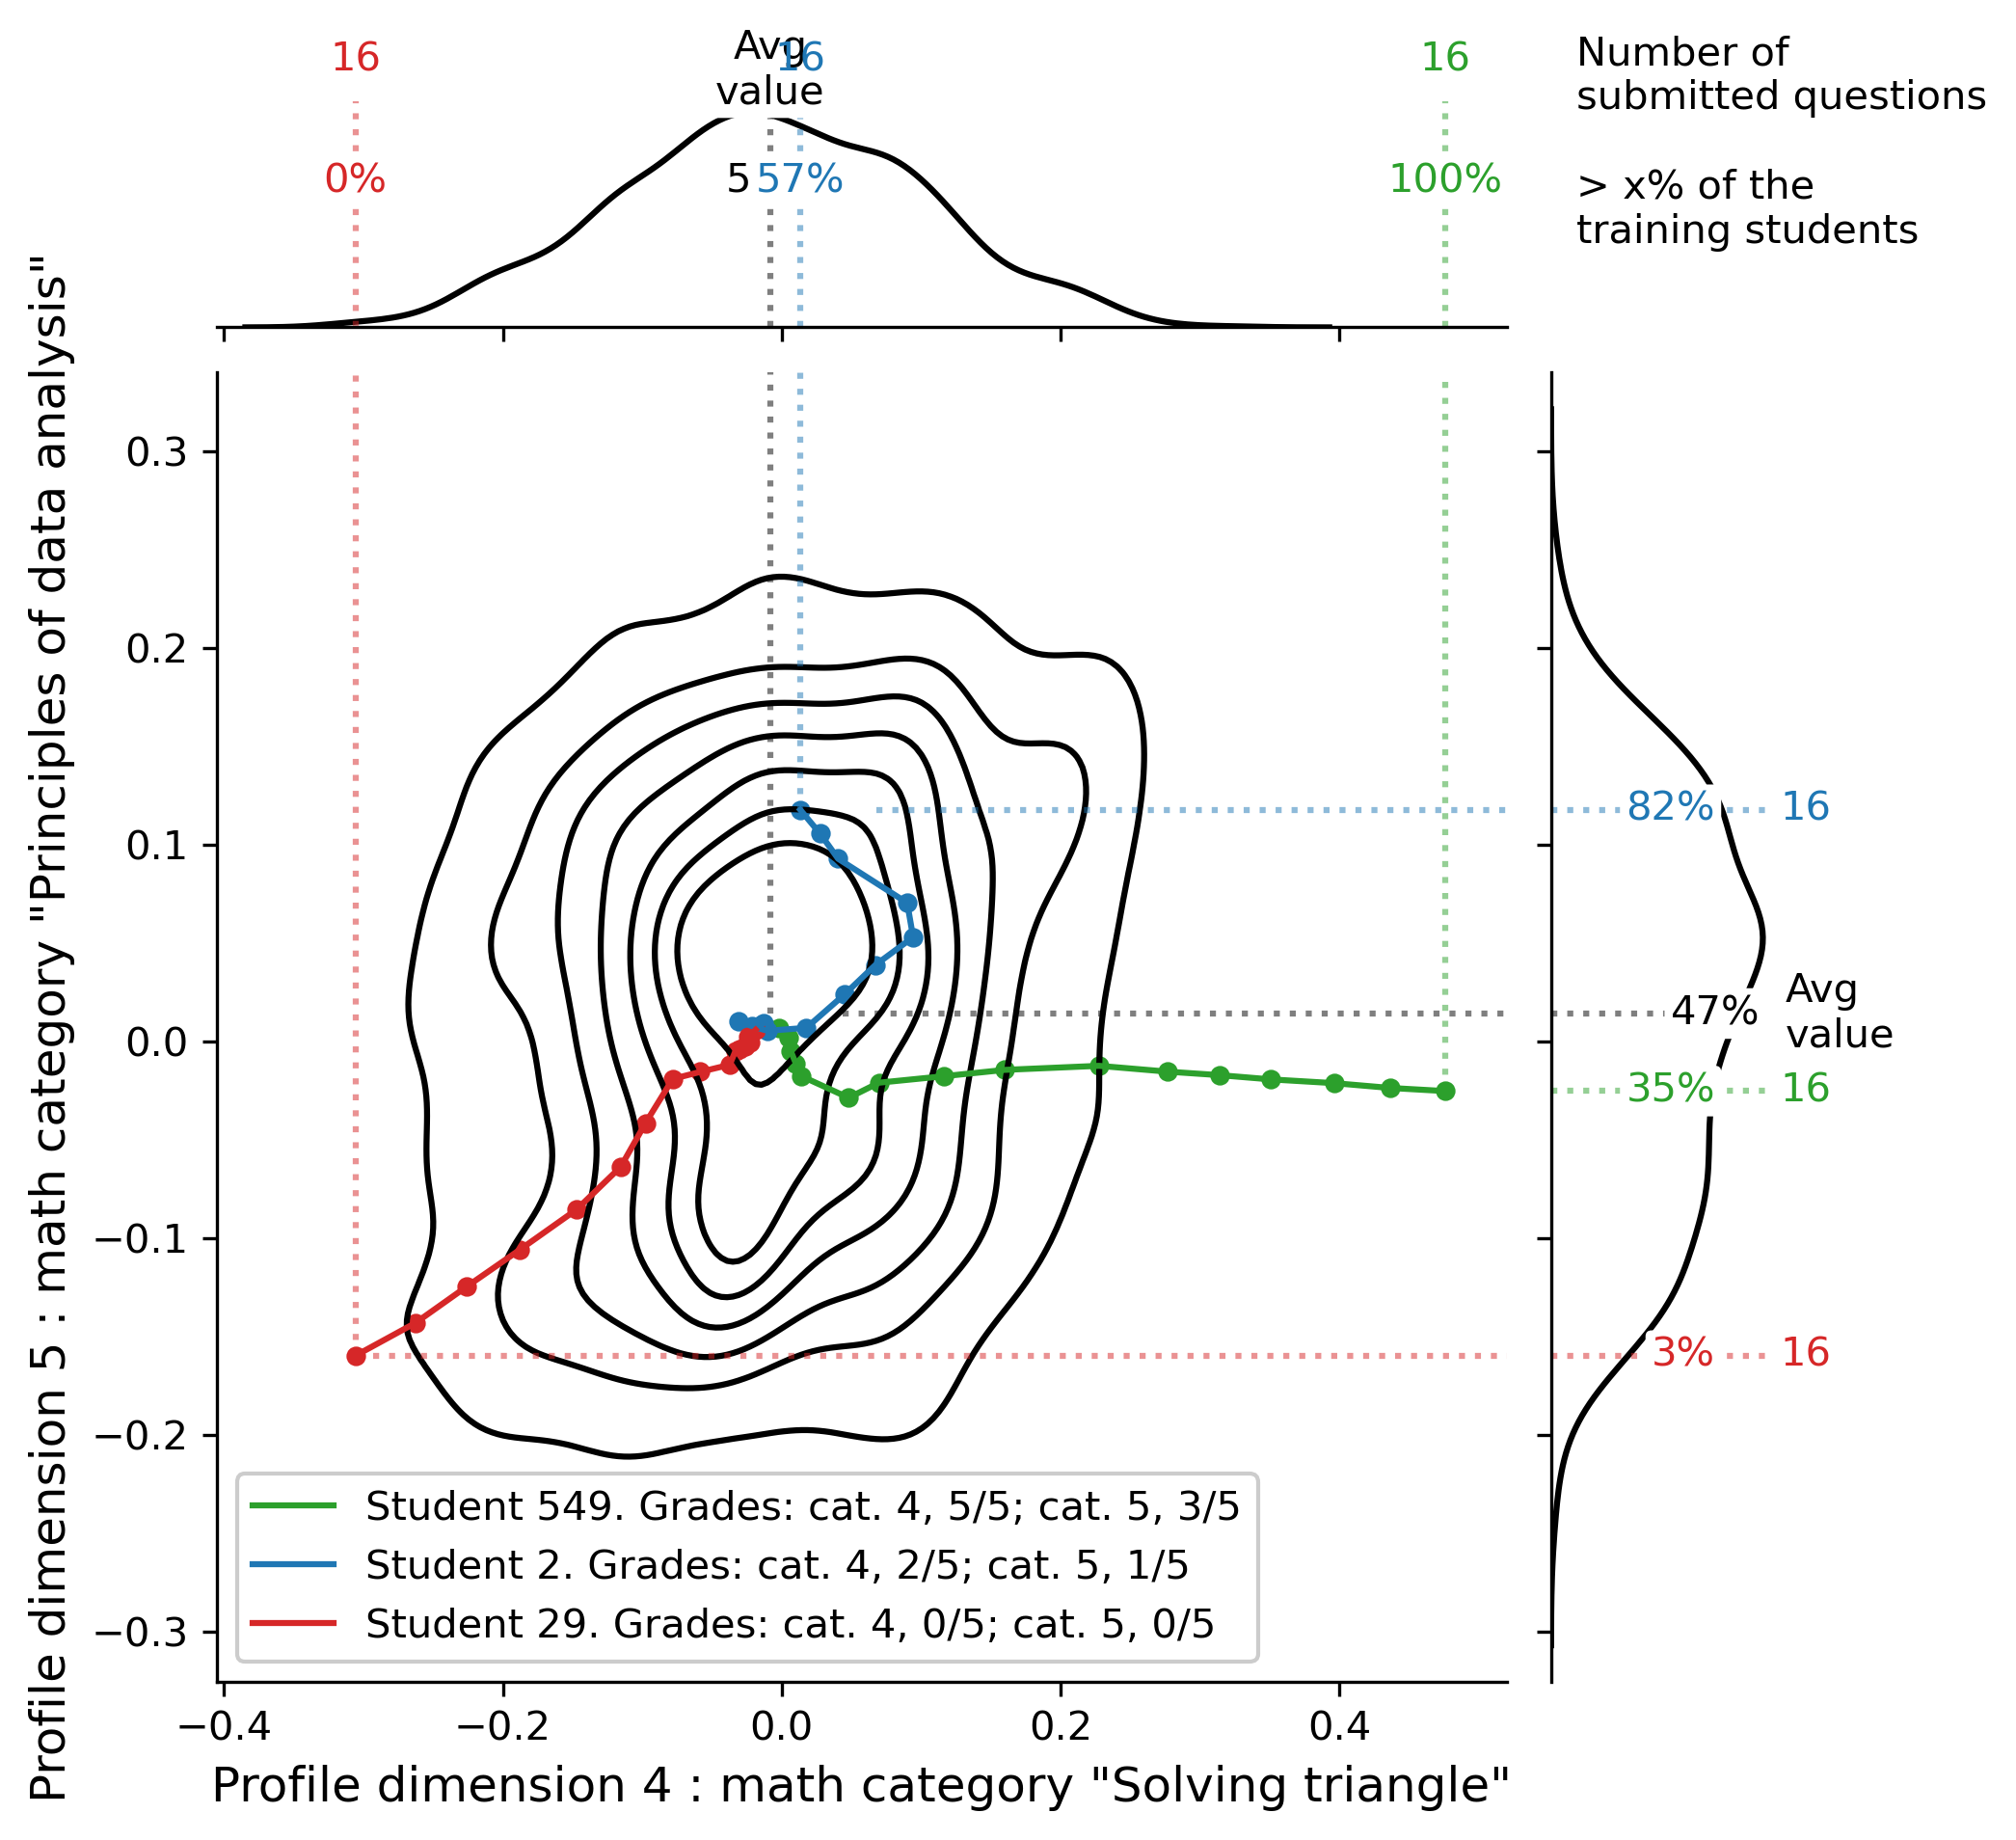 16
Avg
value
16
16
Number of
submitted questions
0%
5
57%
100%
> x% of the
training students
Profile dimension 5 : math category "Principles of data analysis"
0.3
0.2
0.1
0.0
−0.1
−0.2
−0.3
82%
16
47%
Avg
value
35%
16
3%
16
Student 549. Grades: cat. 4, 5/5; cat. 5, 3/5
Student 2. Grades: cat. 4, 2/5; cat. 5, 1/5
Student 29. Grades: cat. 4, 0/5; cat. 5, 0/5
−0.4
−0.2
0.0
0.2
0.4
Profile dimension 4 : math category "Solving triangle"